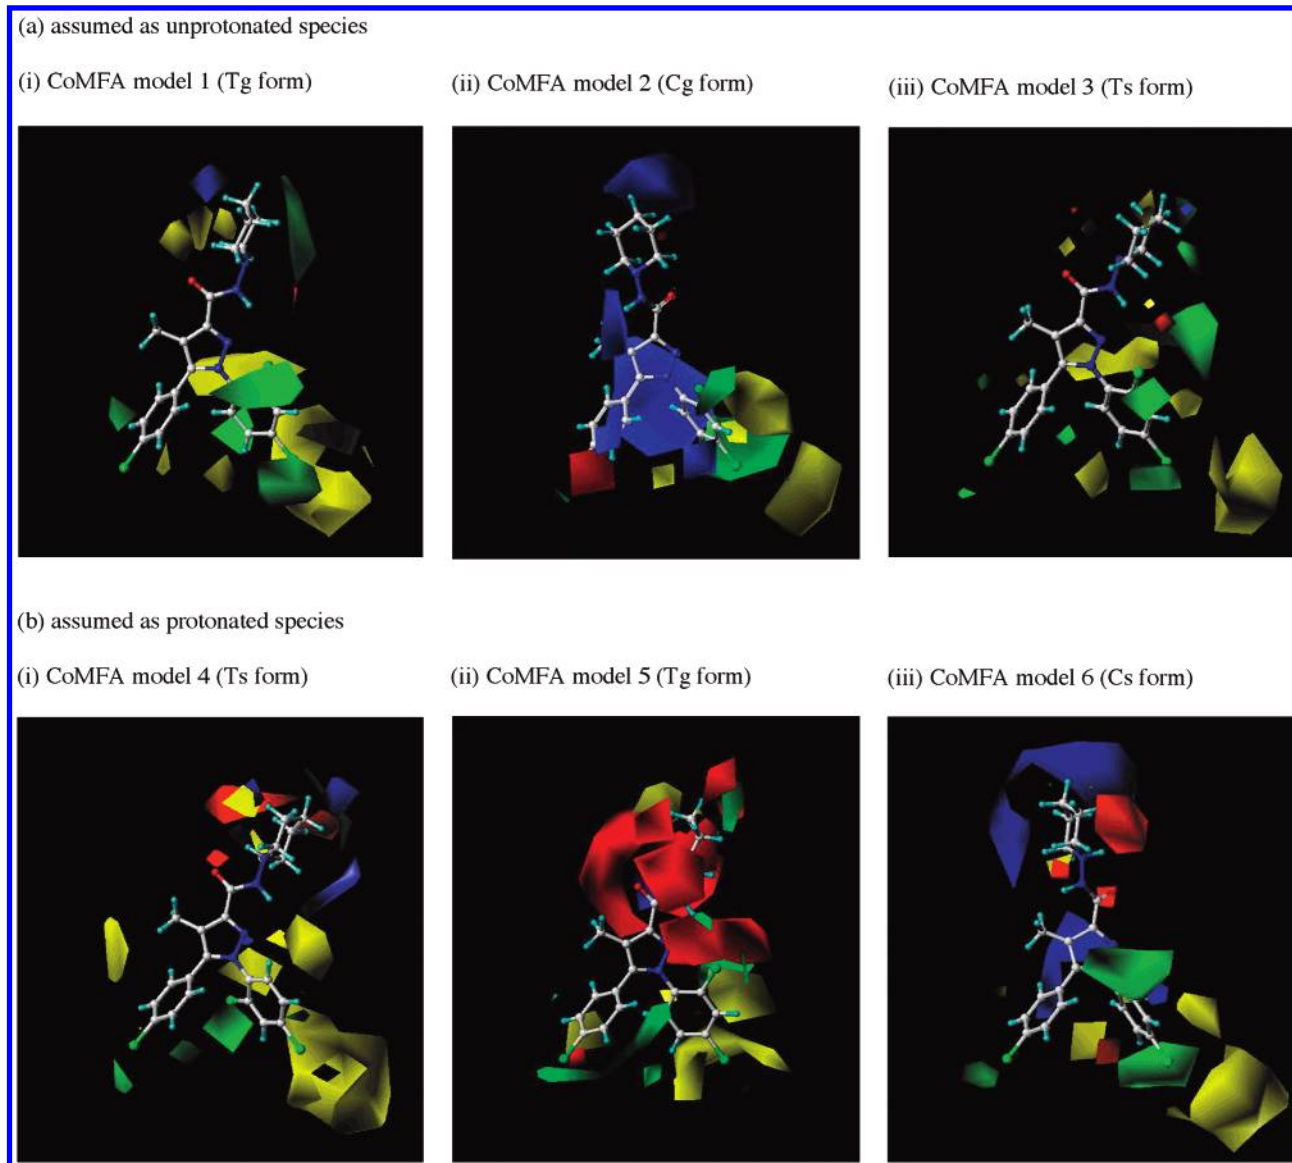 (a) assumed as unprotonated species
(i) CoMFA model 1 (Tg form)
(ii) CoMFA model 2 (Cg form)
(iii) CoMFA model 3 (Ts form)
(b) assumed as protonated species
(i) CoMFA model 4 (Ts form)
(ii) CoMFA model 5 (Tg form)
(iii) CoMFA model 6 (Cs form)